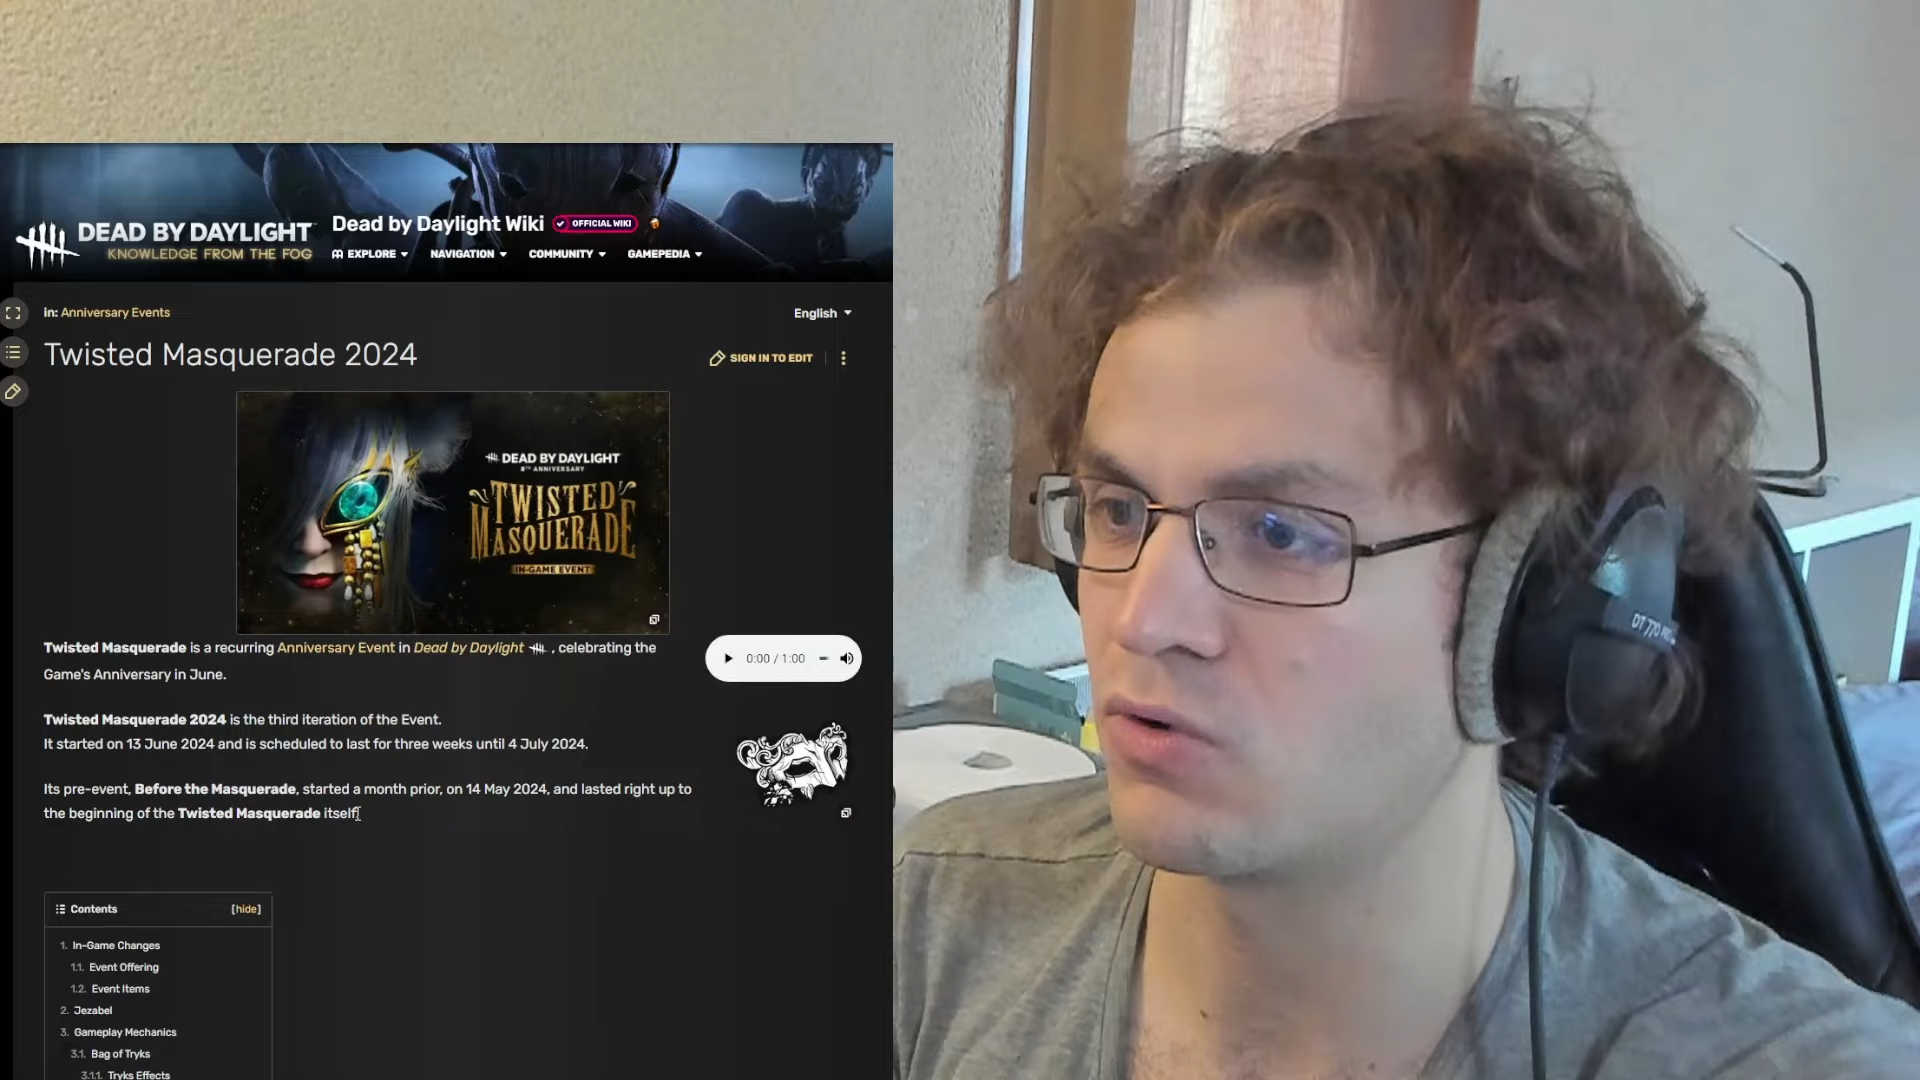 DEAD BY DAYLIGHT
KNOWLEDGE FROM THE FOG
Dead by Daylight Wiki
OFFICIAL WIKI
EXPLORE
NAVIGATION
COMMUNITY
GAMEPEDIA
in: Anniversary Events
English
Twisted Masquerade 2024
SIGN IN TO EDIT
DEAD BY DAYLIGHT
8TH ANNIVERSARY
TWISTED
MASQUERADE
IN-GAME EVENT
Twisted Masquerade is a recurring Anniversary Event in Dead by Daylight , celebrating the
Game's Anniversary in June.
0:00 / 1:00
Twisted Masquerade 2024 is the third iteration of the Event.
It started on 13 June 2024 and is scheduled to last for three weeks until 4 July 2024.
Its pre-event, Before the Masquerade, started a month prior, on 14 May 2024, and lasted right up to
the beginning of the Twisted Masquerade itself.
Contents [hide]
1. In-Game Changes
1.1. Event Offering
1.2. Event Items
2. Jezabel
3. Gameplay Mechanics
3.1. Bag of Tryks
3.1.1. Tryks Effects
DT 770